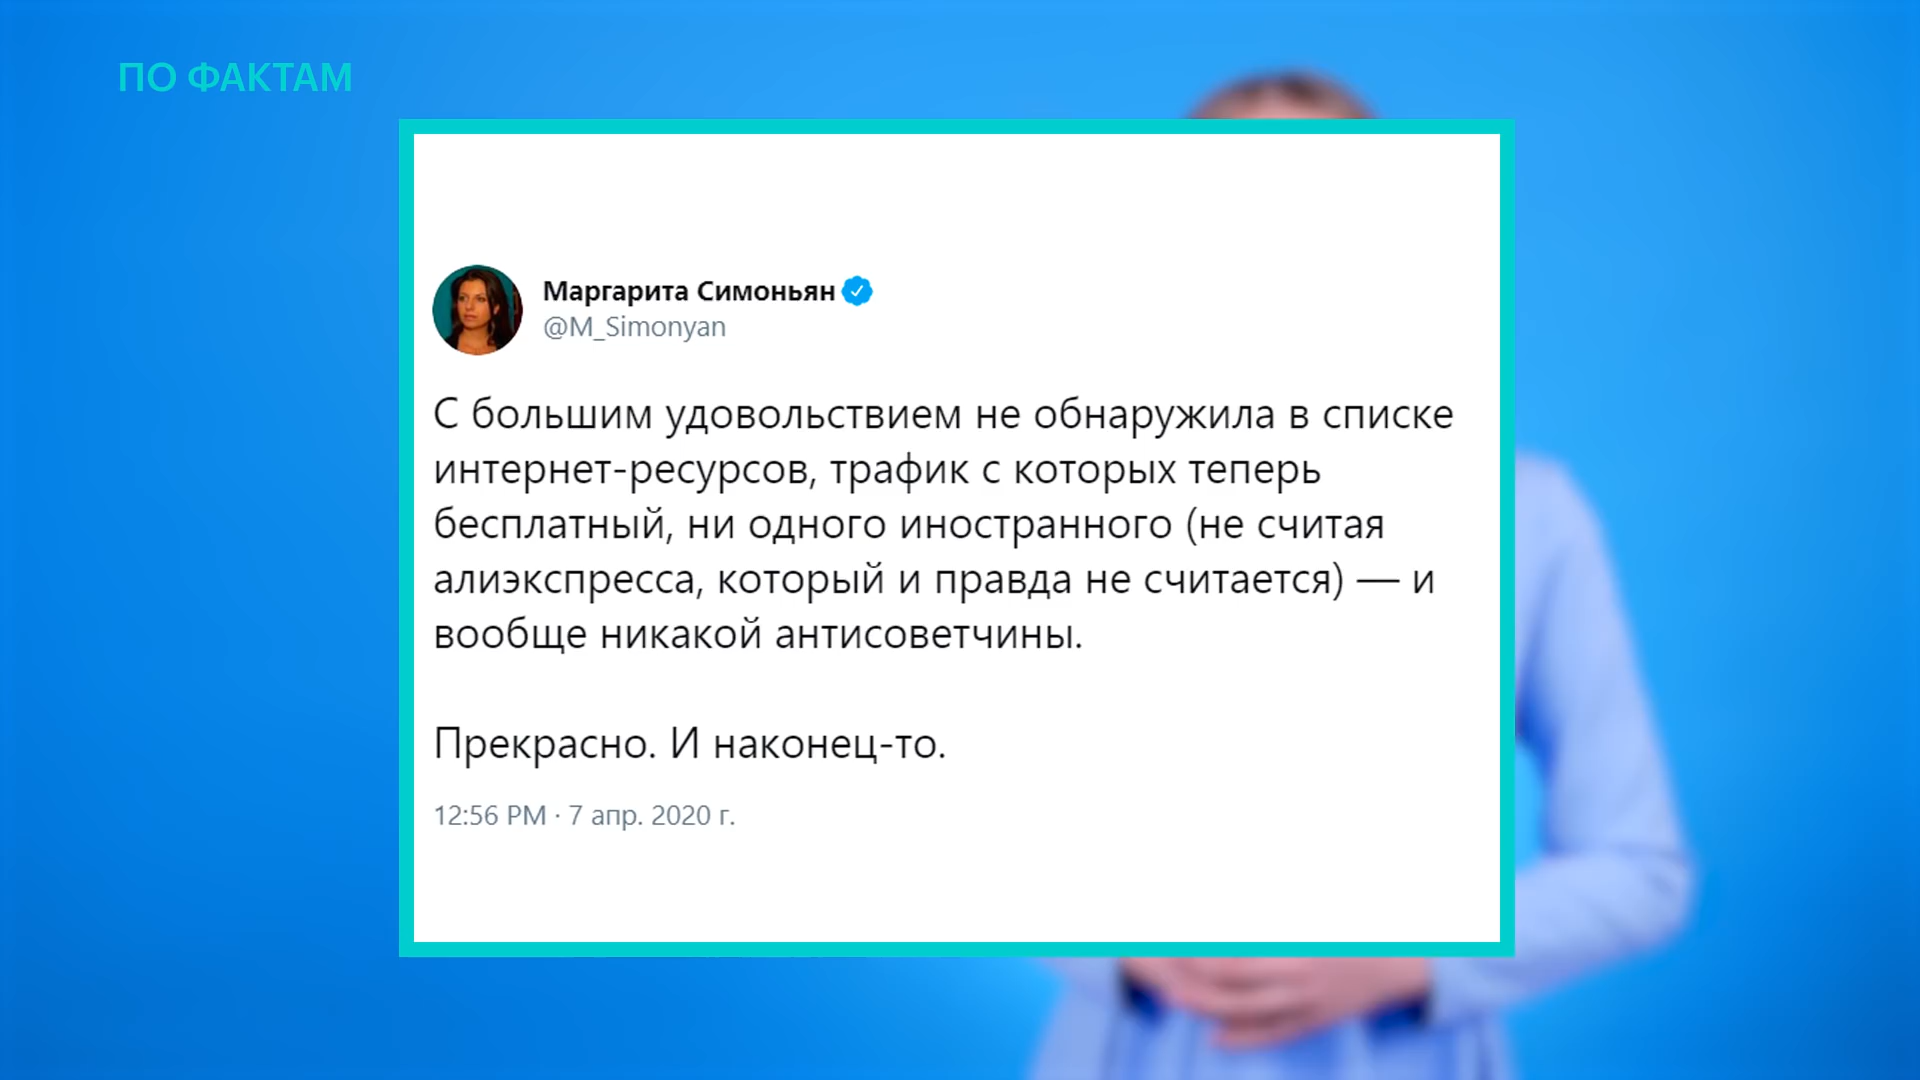 ПО ФАКТАМ
Маргарита Симоньян
@M_Simonyan
С большим удовольствием не обнаружила в списке
интернет-ресурсов, трафик с которых теперь
бесплатный, ни одного иностранного (не считая
алиэкспресса, который и правда не считается) — и
вообще никакой антисоветчины.
Прекрасно. И наконец-то.
12:56 PM · 7 апр. 2020 г.